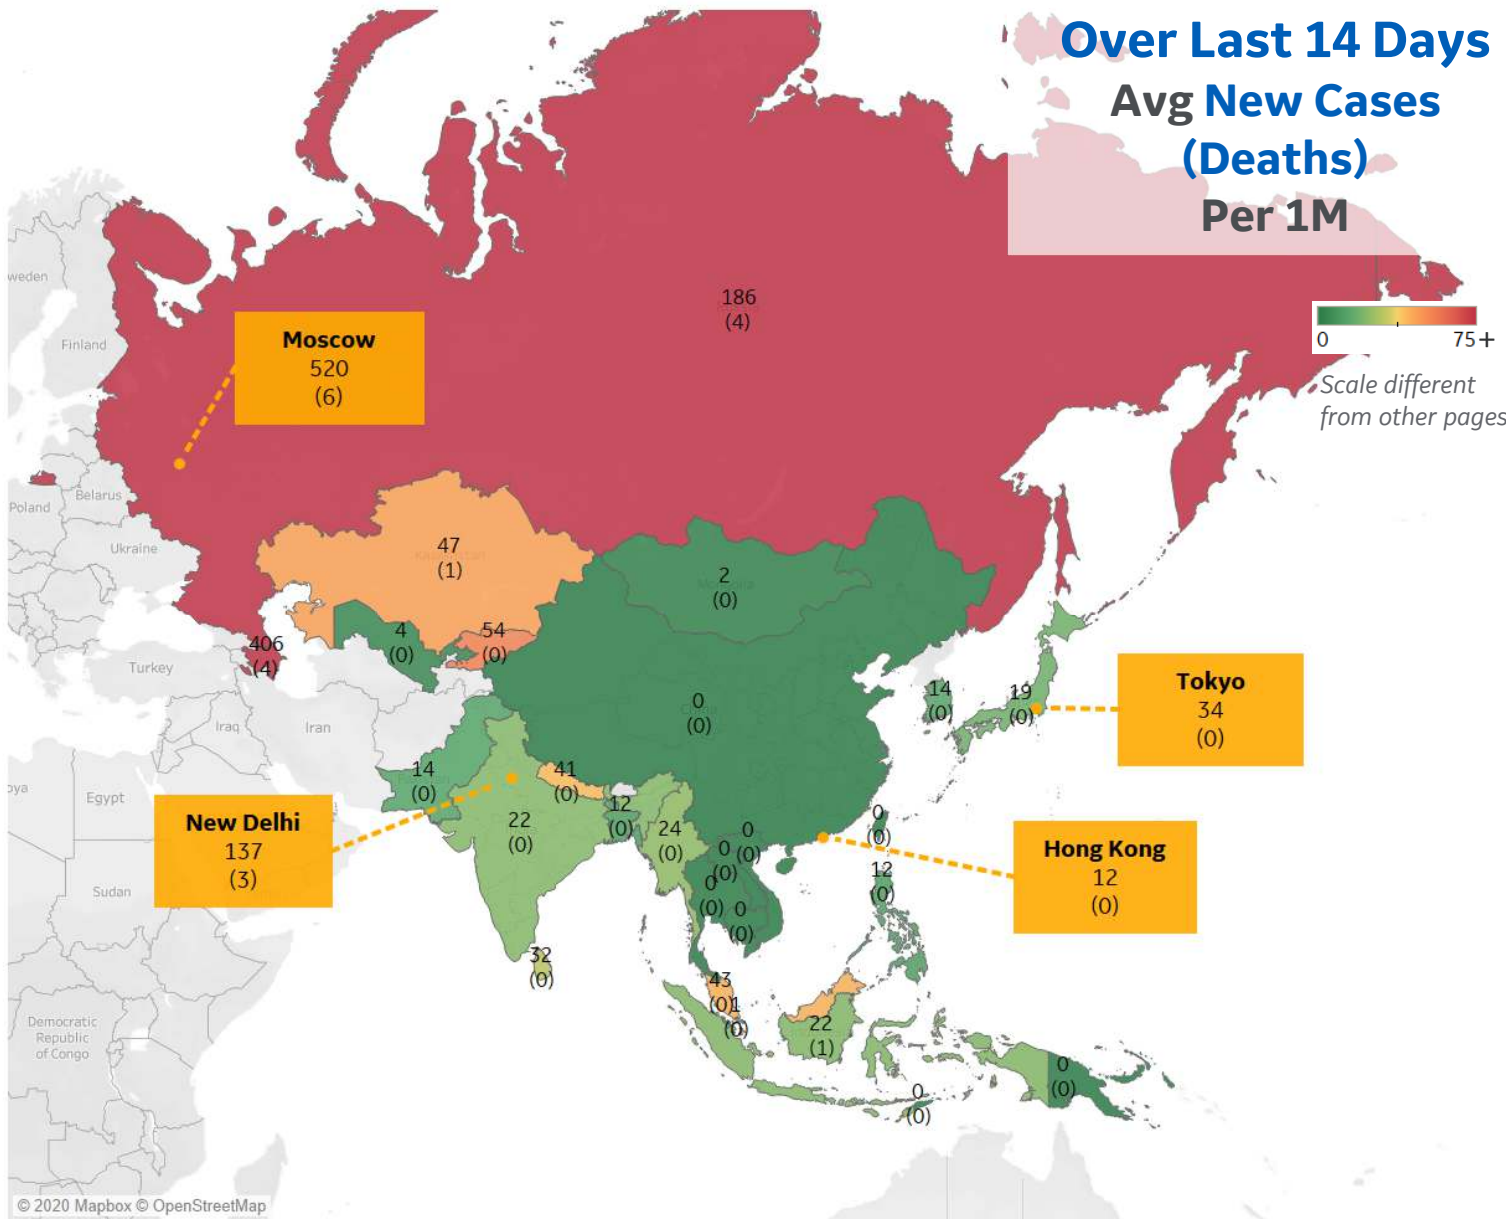 Over Last 14 Days
Avg New Cases
(Deaths)
Per 1M
0
75+
Scale different
from other pages
186
(4)
Moscow
520
(6)
weden
Finland
Belarus
Poland
Ukraine
47
(1)
2
(0)
4
(0)
54
(0)
406
(4)
Turkey
Iraq
Iran
0
(0)
14
(0)
19
(0)
Tokyo
34
(0)
14
(0)
41
(0)
12
(0)
oya
Egypt
New Delhi
137
(3)
22
(0)
24
(0)
0
(0)
0
(0)
0
(0)
0
(0)
0
(0)
12
(0)
Hong Kong
12
(0)
Sudan
32
(0)
43
(0)
1
(0)
22
(1)
0
(0)
0
(0)
Democratic
Republic
of Congo
© 2020 Mapbox © OpenStreetMap